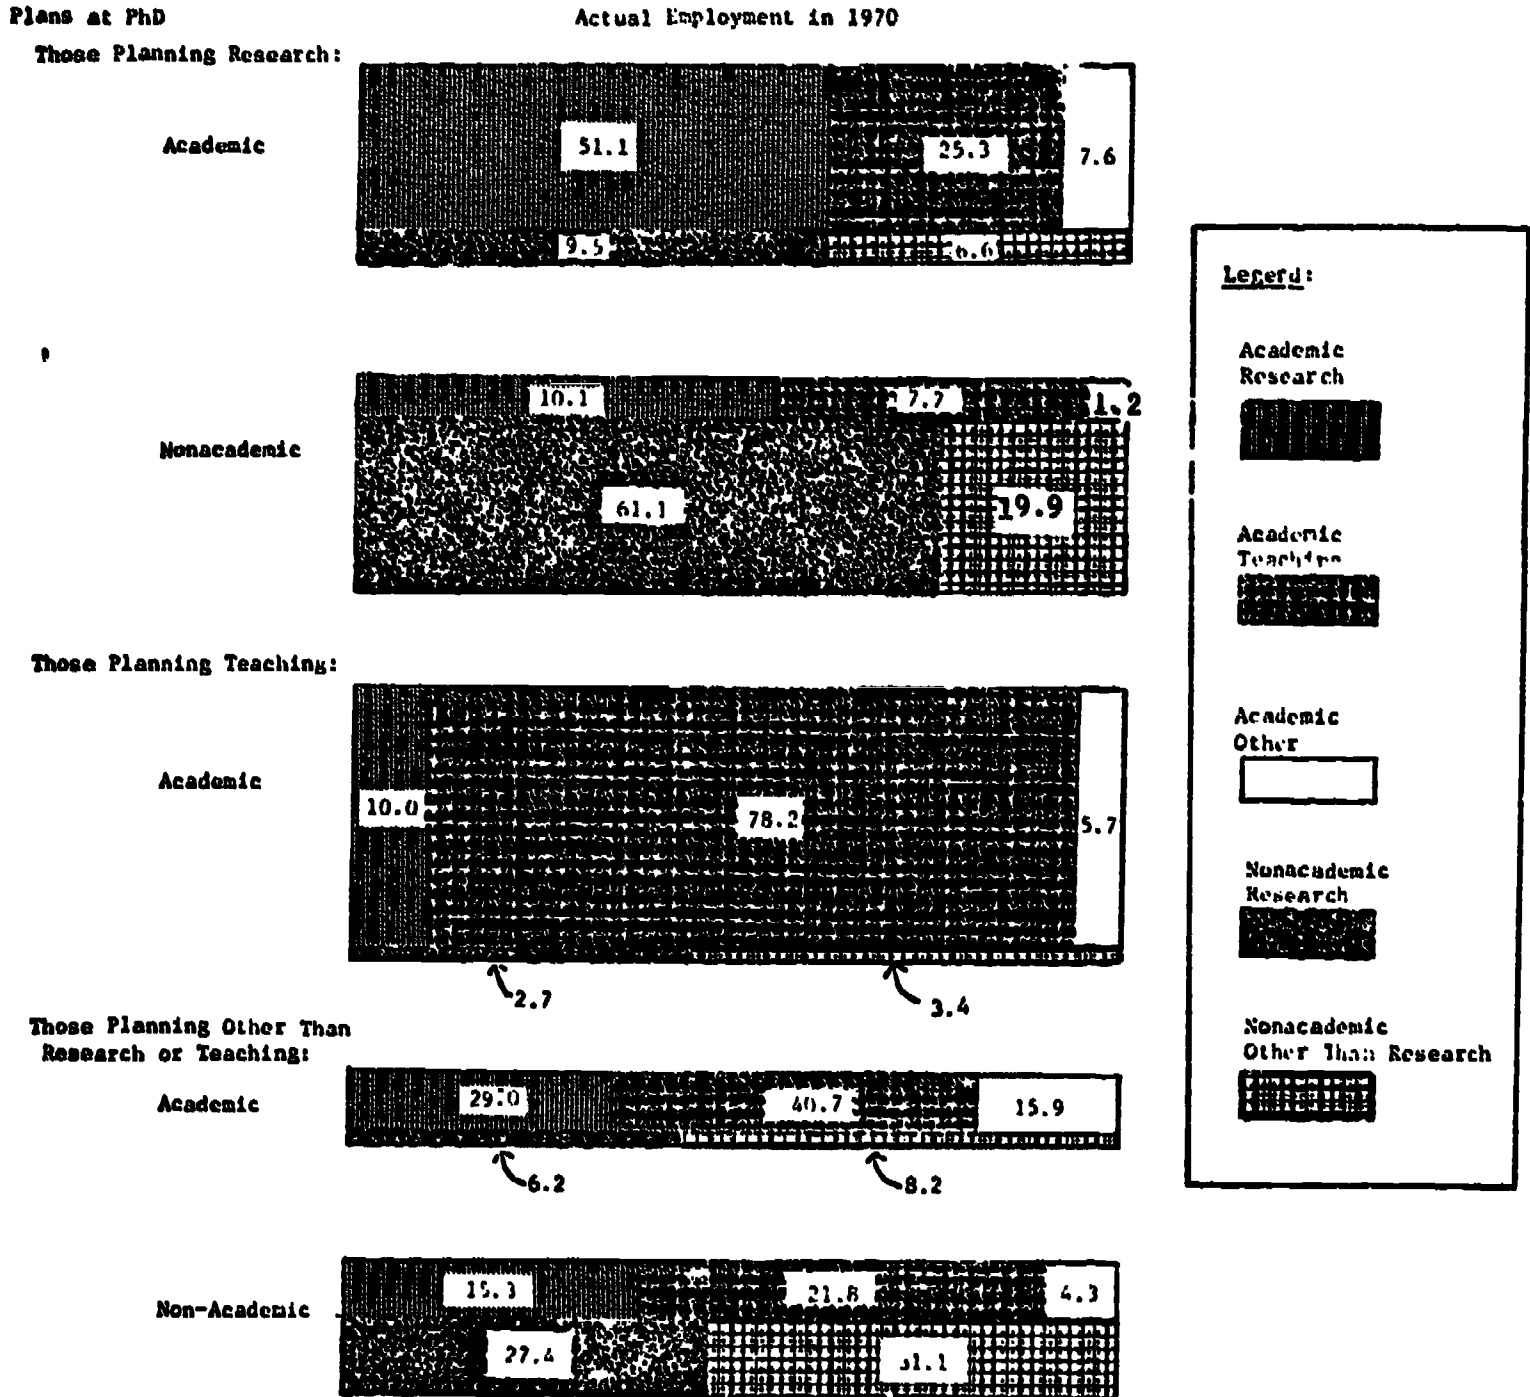 Plans at PhD
Actual Employment in 1970
Those Planning Research:
Academic
51.1
25.3
7.6
9.5
6.6
Nonacademic
10.1
7.7
1.2
61.1
19.9
Those Planning Teaching:
Academic
10.0
78.2
5.7
2.7
3.4
Those Planning Other Than
Research or Teaching:
Academic
29.0
40.7
15.9
6.2
8.2
Non-Academic
15.3
21.8
4.3
27.4
31.1
Legend:
Academic
Research
Academic
Teaching
Academic
Other
Nonacademic
Research
Nonacademic
Other Than Research